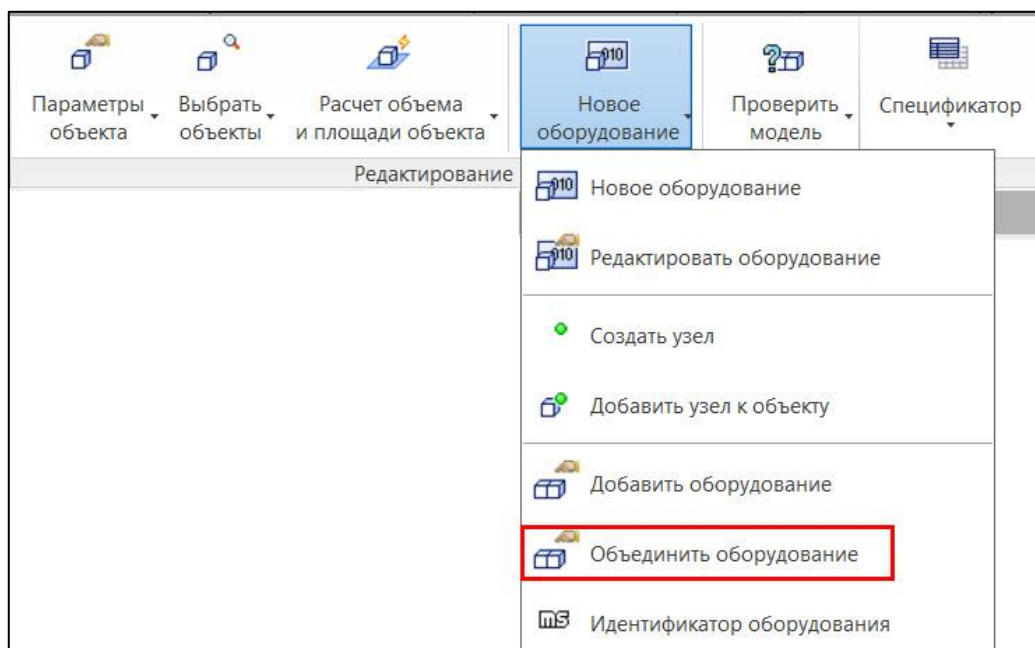 Параметры объекта
Выбрать объекты
Расчет объема и площади объекта
Новое оборудование
Проверить модель
Спецификатор
Редактирование
Новое оборудование
Редактировать оборудование
Создать узел
Добавить узел к объекту
Добавить оборудование
Объединить оборудование
Идентификатор оборудования